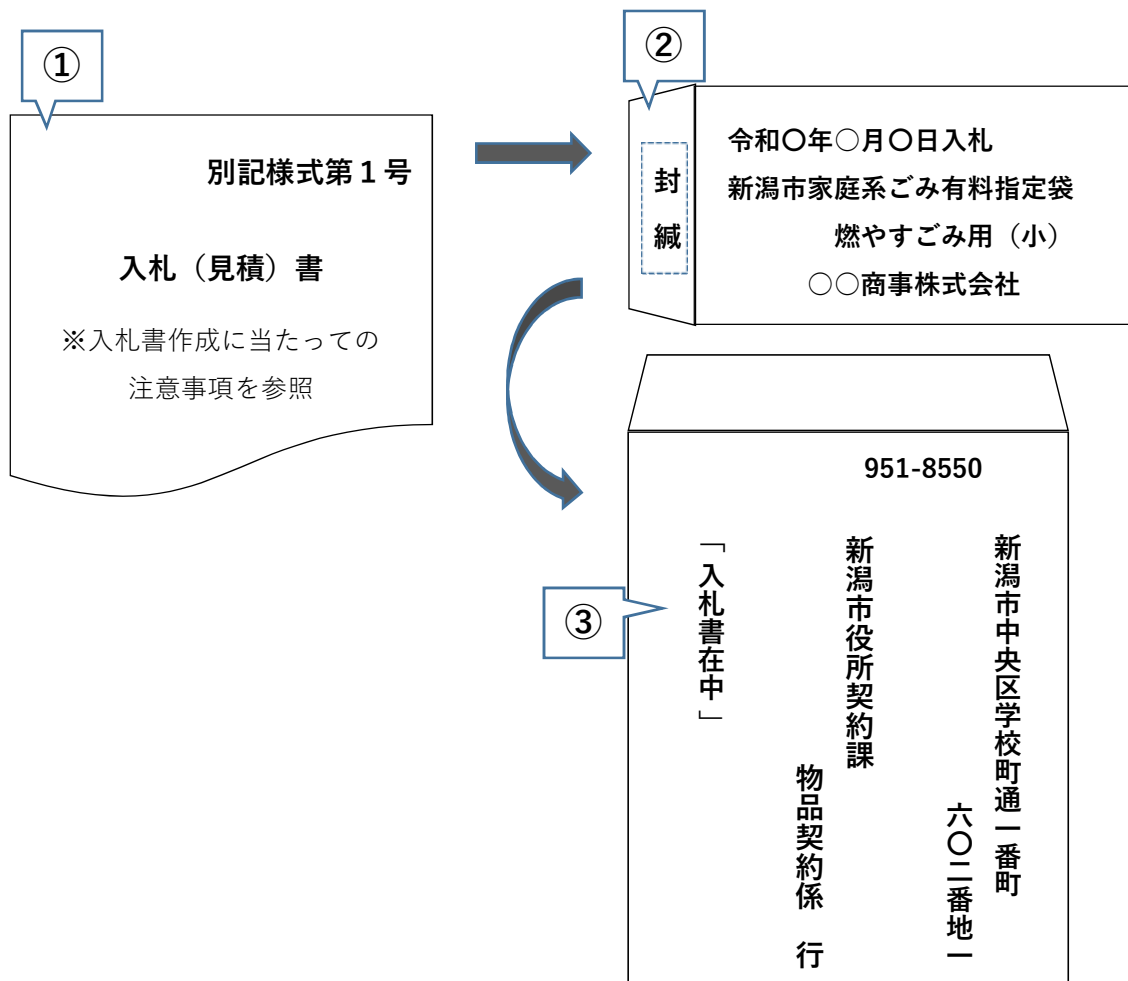 ①
別記様式第１号
入札（見積）書
※入札書作成に当たっての
注意事項を参照
②
封緘
令和〇年○月〇日入札
新潟市家庭系ごみ有料指定袋
燃やすごみ用（小）
○○商事株式会社
③
951-8550
新潟市中央区学校町通一番町
六〇二番地一
新潟市役所契約課
物品契約係　行
「入札書在中」